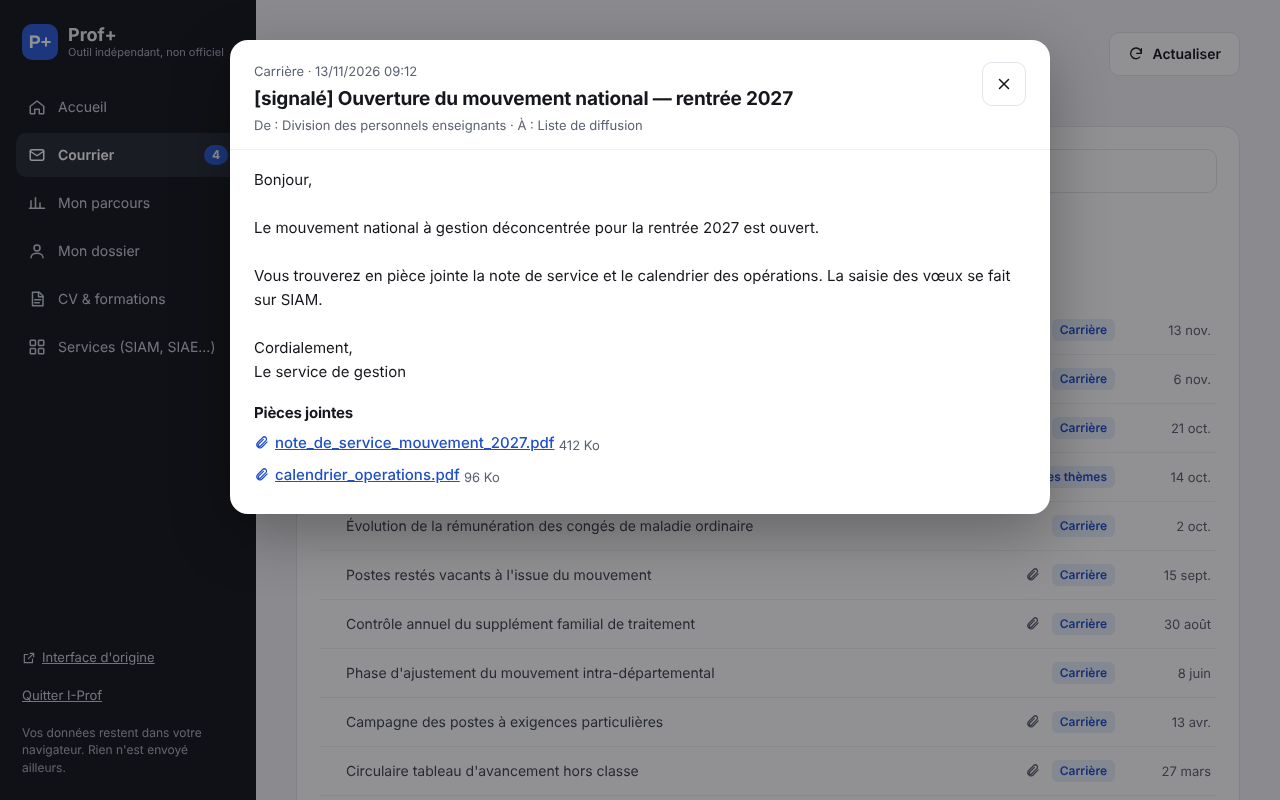 P+
Prof+
Outil indépendant, non officiel
Accueil
Courrier
4
Mon parcours
Mon dossier
CV & formations
Services (SIAM, SIAE...)
Interface d'origine
Quitter I-Prof
Vos données restent dans votre
navigateur. Rien n'est envoyé
ailleurs.
Actualiser
Carrière · 13/11/2026 09:12
[signalé] Ouverture du mouvement national — rentrée 2027
De : Division des personnels enseignants · À : Liste de diffusion
Bonjour,
Le mouvement national à gestion déconcentrée pour la rentrée 2027 est ouvert.
Vous trouverez en pièce jointe la note de service et le calendrier des opérations. La saisie des vœux se fait
sur SIAM.
Cordialement,
Le service de gestion
Pièces jointes
note_de_service_mouvement_2027.pdf 412 Ko
calendrier_operations.pdf 96 Ko
Carrière 13 nov.
Carrière 6 nov.
Carrière 21 oct.
es thèmes 14 oct.
Évolution de la rémunération des congés de maladie ordinaire Carrière 2 oct.
Postes restés vacants à l'issue du mouvement Carrière 15 sept.
Contrôle annuel du supplément familial de traitement Carrière 30 août
Phase d'ajustement du mouvement intra-départemental Carrière 8 juin
Campagne des postes à exigences particulières Carrière 13 avr.
Circulaire tableau d'avancement hors classe Carrière 27 mars